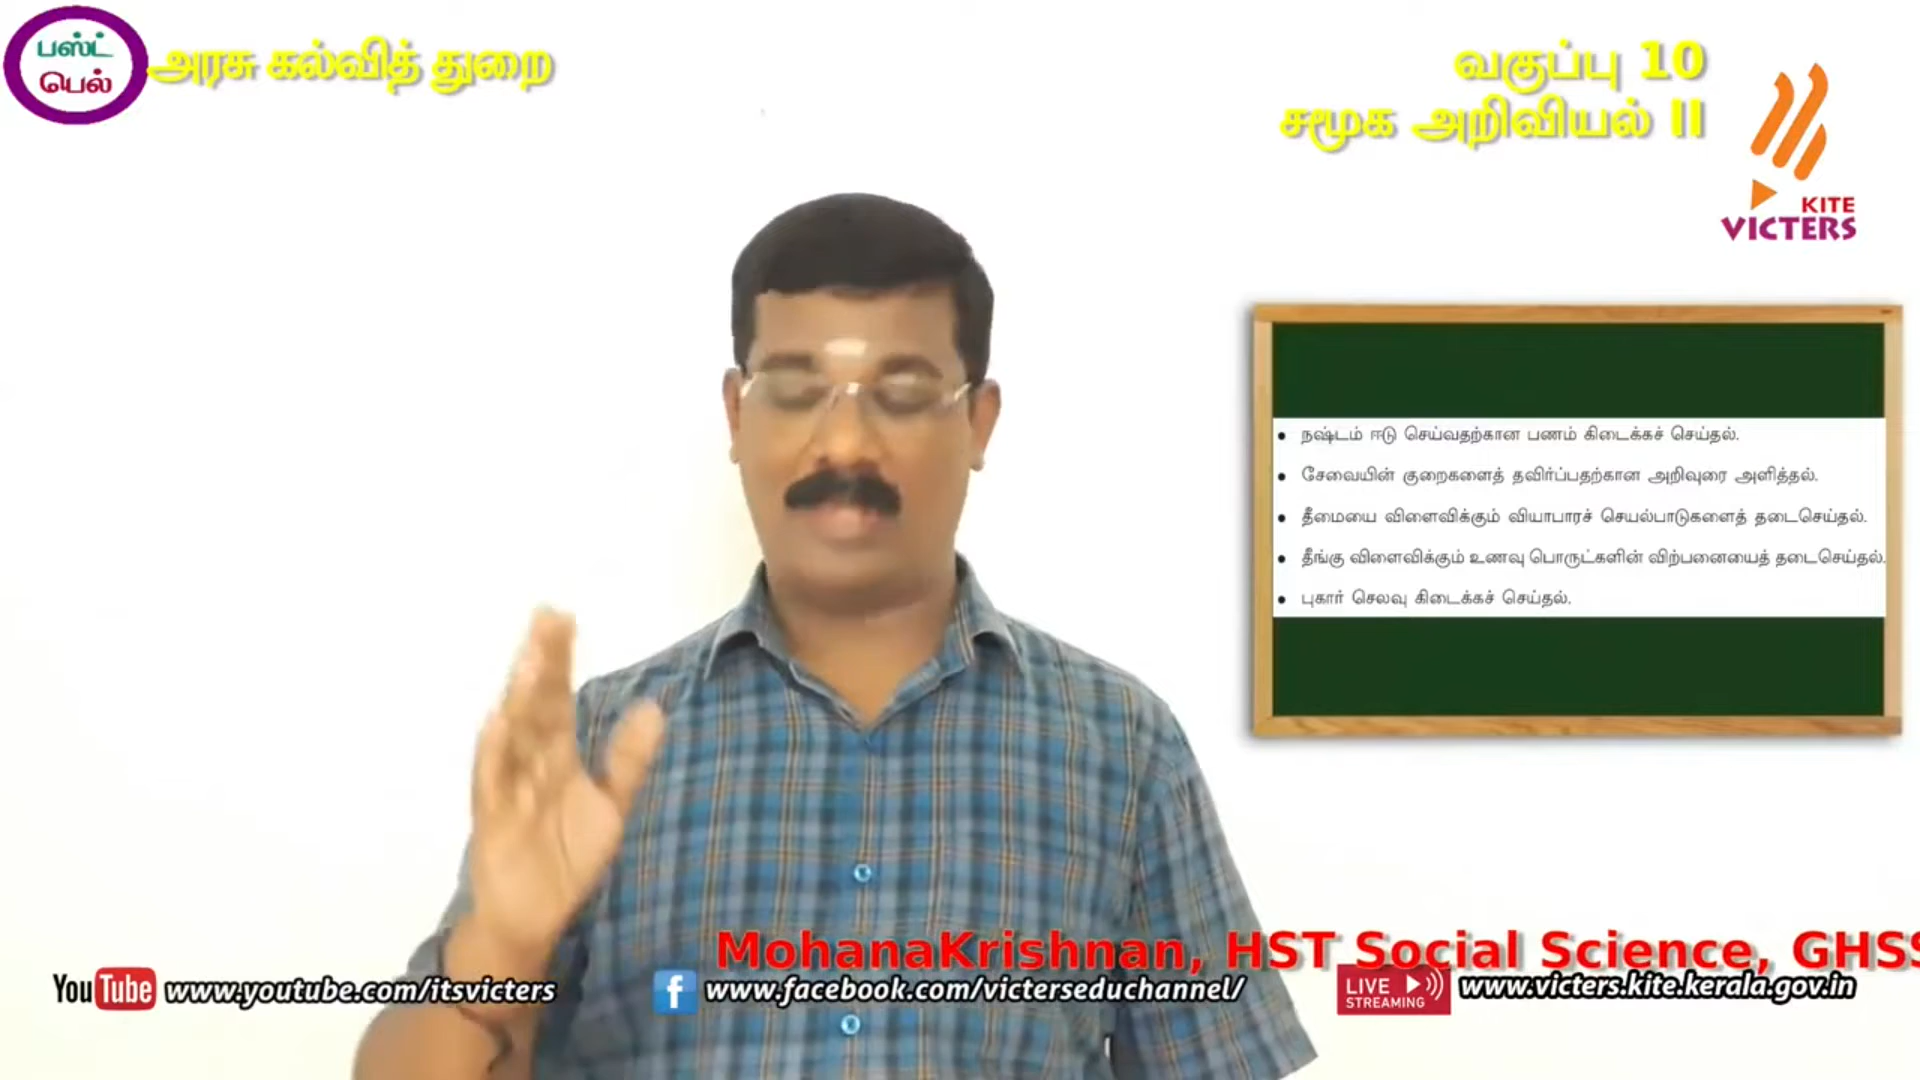 பஸ்ட்
பெல்
அரசு கல்வித் துறை
வகுப்பு 10
சமூக அறிவியல் II
KITE
VICTERS
• நஷ்டம் ஈடு செய்வதற்கான பணம் கிடைக்கச் செய்தல்.
• சேவையின் குறைகளைத் தவிர்ப்பதற்கான அறிவுரை அளித்தல்.
• தீமையை விளைவிக்கும் வியாபாரச் செயல்பாடுகளைத் தடைசெய்தல்.
• தீங்கு விளைவிக்கும் உணவு பொருட்களின் விற்பனையைத் தடைசெய்தல்.
• புகார் செலவு கிடைக்கச் செய்தல்.
MohanaKrishnan, HST Social Science, GHSS
YouTube www.youtube.com/itsvicters
f www.facebook.com/victerseduchannel/
LIVE STREAMING www.victers.kite.kerala.gov.in